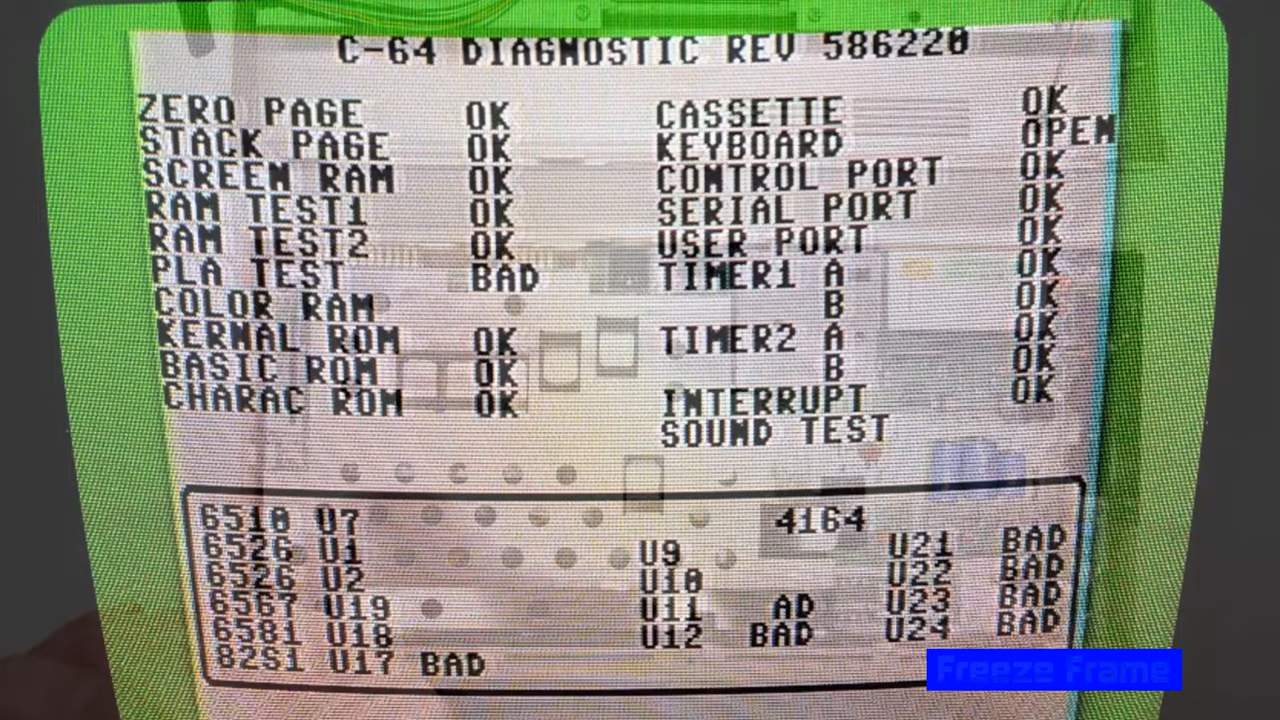 C-64 DIAGNOSTIC REV 586220
ZERO PAGE OK CASSETTE OK
STACK PAGE OK KEYBOARD OPEN
SCREEN RAM OK CONTROL PORT OK
RAM TEST1 OK SERIAL PORT OK
RAM TEST2 OK USER PORT OK
PLA TEST BAD TIMER1 A OK
COLOR RAM B OK
KERNAL ROM OK TIMER2 A OK
BASIC ROM OK B OK
CHARAC ROM OK INTERRUPT OK
SOUND TEST
6510 U7 4164
6526 U1 U9 U21 BAD
6526 U2 U10 U22 BAD
6567 U19 U11 AD U23 BAD
6581 U18 U12 BAD U24 BAD
82S1 U17 BAD
Freeze Frame